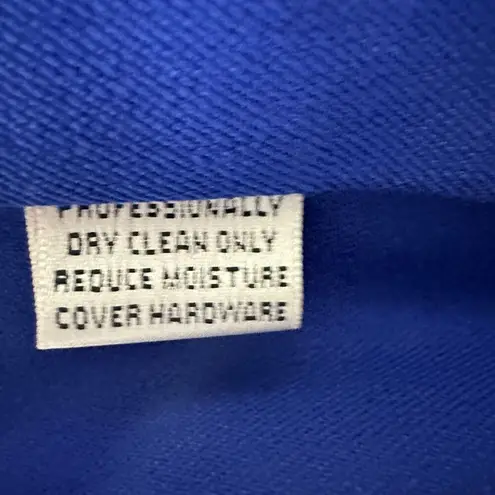 PROFESSIONALLY
DRY CLEAN ONLY
REDUCE MOISTURE
COVER HARDWARE